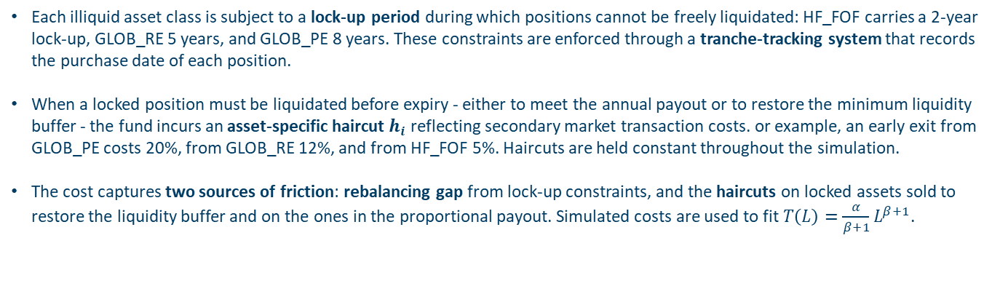 • Each illiquid asset class is subject to a lock-up period during which positions cannot be freely liquidated: HF_FOF carries a 2-year
lock-up, GLOB_RE 5 years, and GLOB_PE 8 years. These constraints are enforced through a tranche-tracking system that records
the purchase date of each position.
• When a locked position must be liquidated before expiry - either to meet the annual payout or to restore the minimum liquidity
buffer - the fund incurs an asset-specific haircut hᵢ reflecting secondary market transaction costs. or example, an early exit from
GLOB_PE costs 20%, from GLOB_RE 12%, and from HF_FOF 5%. Haircuts are held constant throughout the simulation.
• The cost captures two sources of friction: rebalancing gap from lock-up constraints, and the haircuts on locked assets sold to
restore the liquidity buffer and on the ones in the proportional payout. Simulated costs are used to fit T(L) = α/(β+1) L^(β+1).